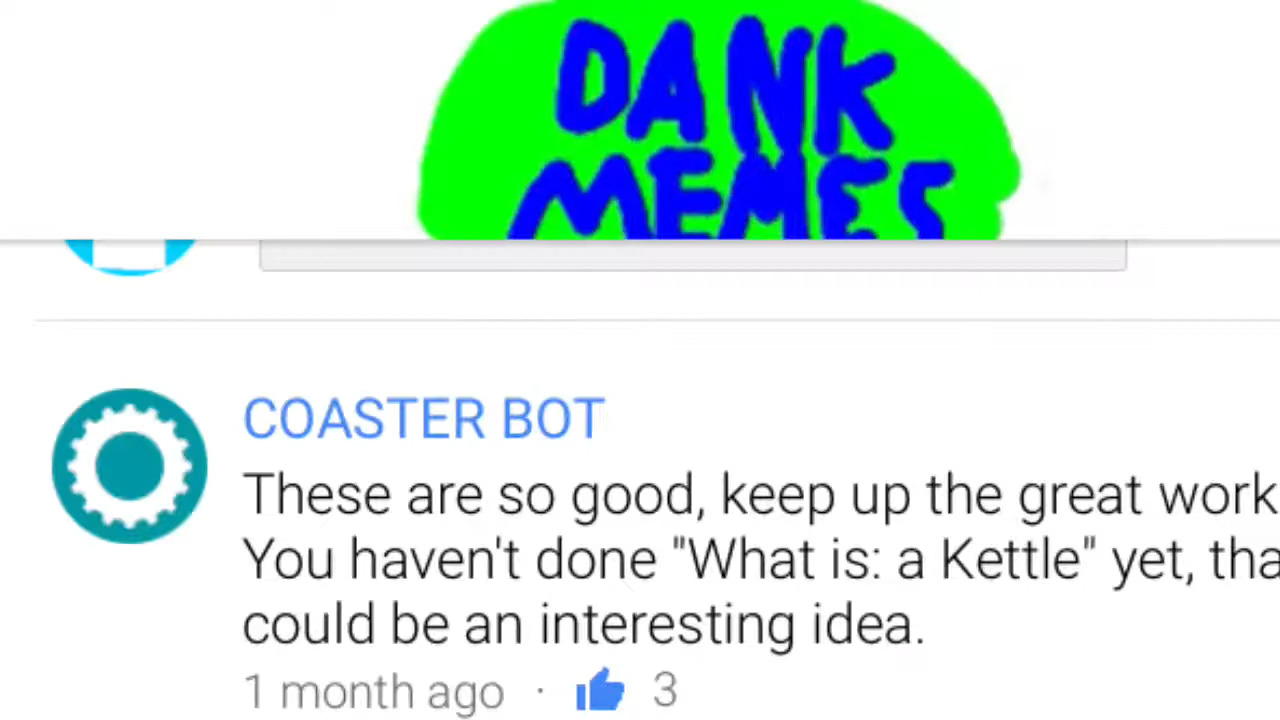 DANK
MEMES
COASTER BOT
These are so good, keep up the great work
You haven't done "What is: a Kettle" yet, tha
could be an interesting idea.
1 month ago · 3